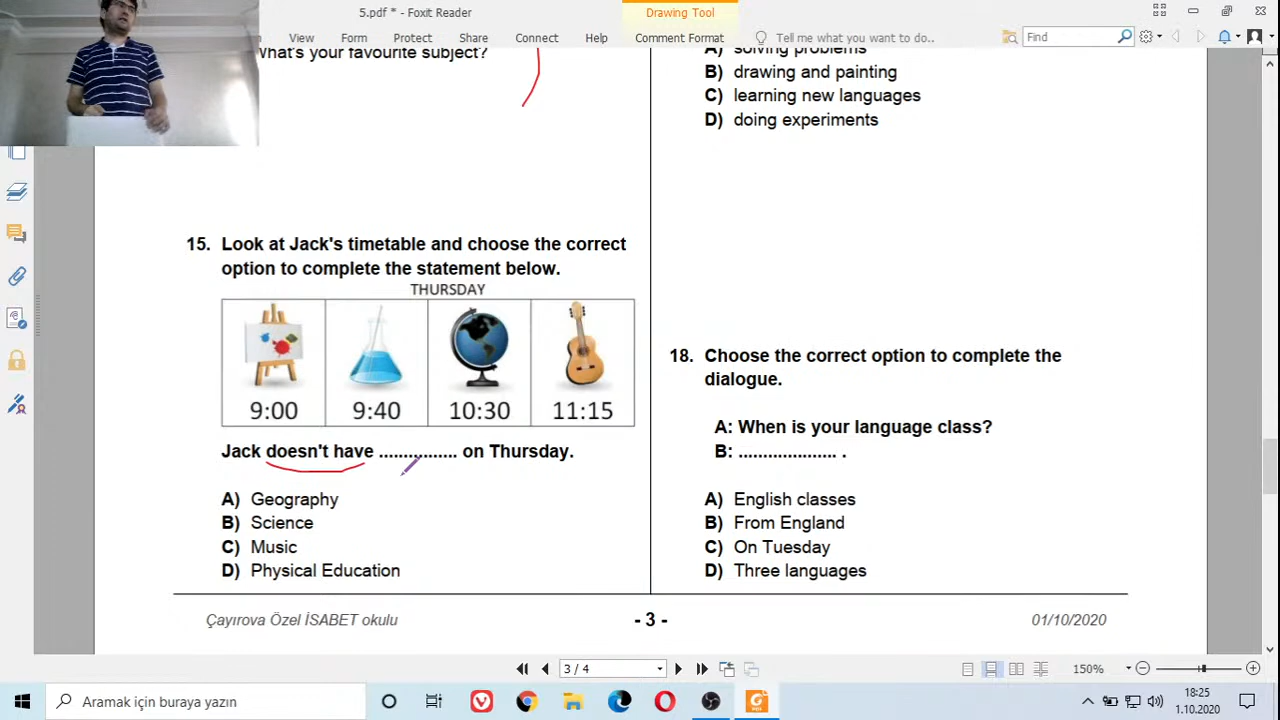 5.pdf * - Foxit Reader
Drawing Tool
View Form Protect Share Connect Help Comment Format Tell me what you want to do.. Find
What's your favourite subject?
A) solving problems
B) drawing and painting
C) learning new languages
D) doing experiments
15. Look at Jack's timetable and choose the correct
option to complete the statement below.
THURSDAY
9:00 9:40 10:30 11:15
Jack doesn't have ................ on Thursday.
A) Geography
B) Science
C) Music
D) Physical Education
18. Choose the correct option to complete the
dialogue.
A: When is your language class?
B: .................... .
A) English classes
B) From England
C) On Tuesday
D) Three languages
Çayırova Özel İSABET okulu
- 3 -
01/10/2020
3 / 4
150%
Aramak için buraya yazın
18:25
1.10.2020